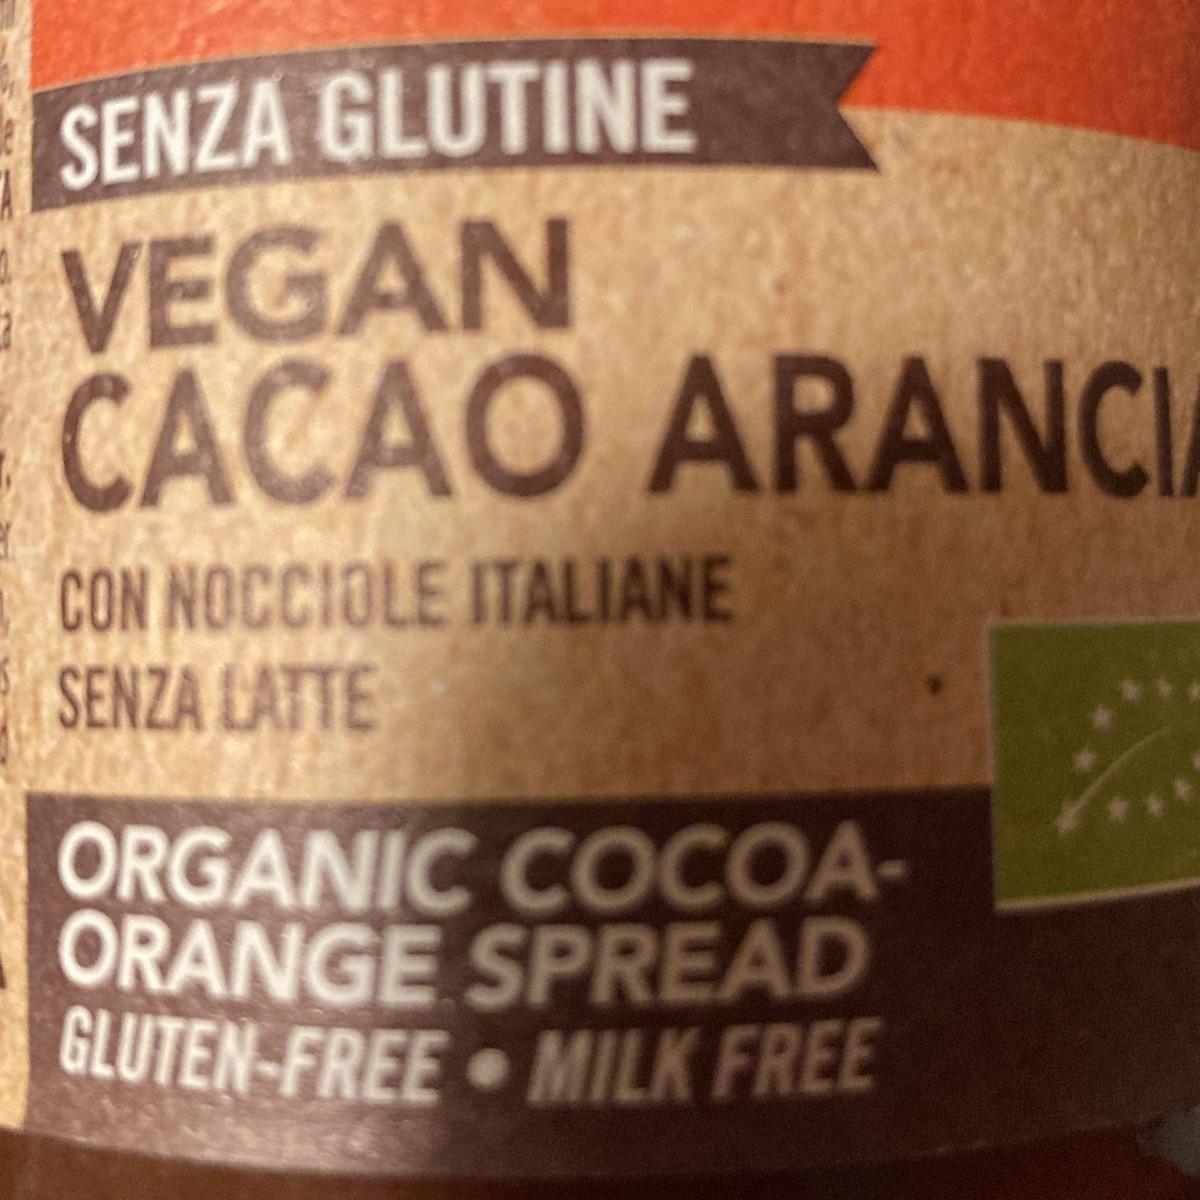 SENZA GLUTINE
VEGAN
CACAO ARANCIA
CON NOCCIOLE ITALIANE
SENZA LATTE
ORGANIC COCOA-
ORANGE SPREAD
GLUTEN-FREE • MILK FREE